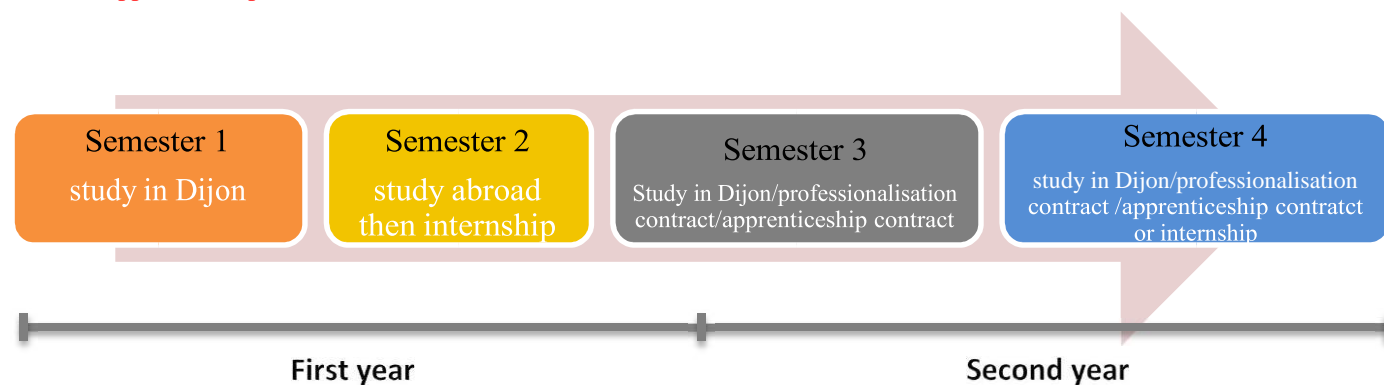 Semester 1
study in Dijon
Semester 2
study abroad
then internship
Semester 3
Study in Dijon/professionalisation
contract/apprenticeship contract
Semester 4
study in Dijon/professionalisation
contract /apprenticeship contratct
or internship
First year
Second year